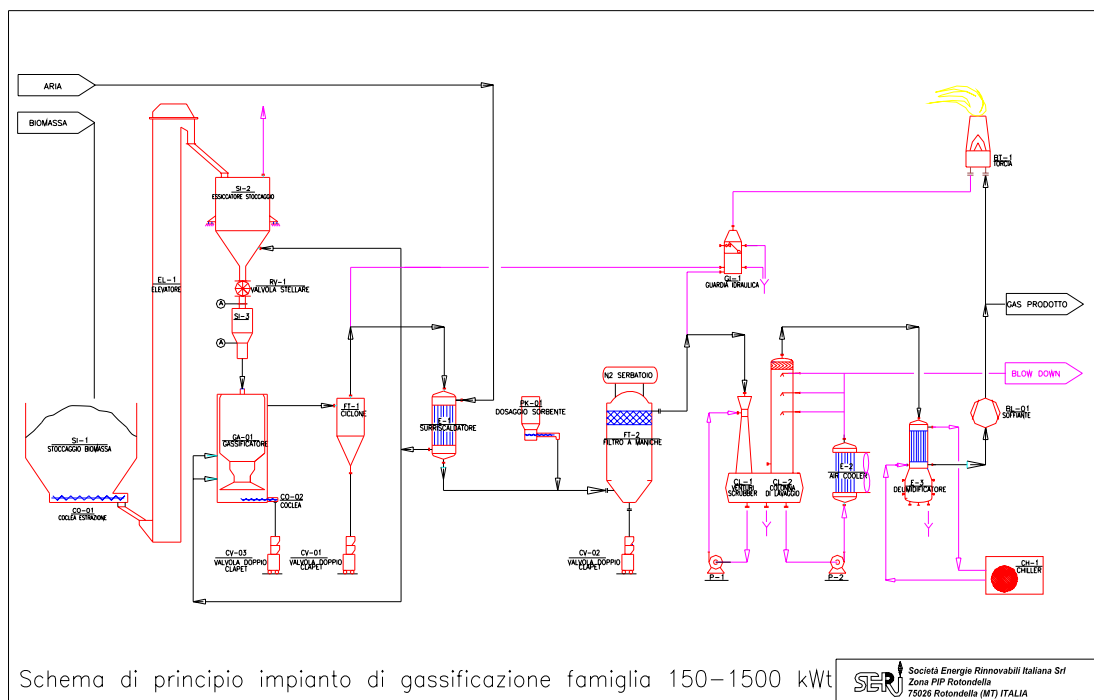 ARIA
BIOMASSA
SI-2
ESSICCATORE STOCCAGGIO
BT-1
TORCIA
EL-1
ELEVATORE
RV-1
VALVOLA STELLARE
A
SI-3
A
GI-1
GUARDIA IDRAULICA
GAS PRODOTTO
BLOW DOWN
N2 SERBATOIO
PK-01
DOSAGGIO SORBENTE
FT-1
CICLONE
E-1
SURRISCALDATORE
FT-2
FILTRO A MANICHE
BL-01
SOFFIANTE
SI-1
STOCCAGGIO BIOMASSA
GA-01
GASSIFICATORE
CO-01
COCLEA ESTRAZIONE
CO-02
COCLEA
CL-1
VENTURI
SCRUBBER
CL-2
COLONNA
DI LAVAGGIO
E-2
AIR COOLER
E-3
DEUMIDIFICATORE
CV-03
VALVOLA DOPPIO
CLAPET
CV-01
VALVOLA DOPPIO
CLAPET
CV-02
VALVOLA DOPPIO
CLAPET
P-1
P-2
CH-1
CHILLER
Schema di principio impianto di gassificazione famiglia 150-1500 kWt
SERI
Società Energie Rinnovabili Italiana Srl
Zona PIP Rotondella
75026 Rotondella (MT) ITALIA